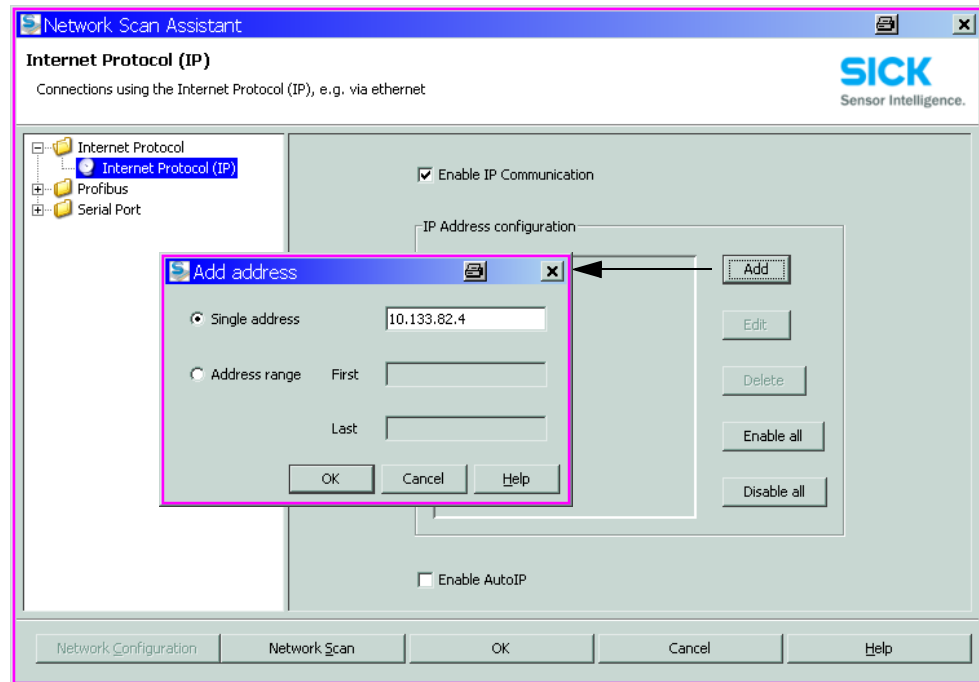 Network Scan Assistant
Internet Protocol (IP)
Connections using the Internet Protocol (IP), e.g. via ethernet
SICK
Sensor Intelligence.
Internet Protocol
Internet Protocol (IP)
Profibus
Serial Port
Enable IP Communication
IP Address configuration
Add
Edit
Delete
Enable all
Disable all
Add address
Single address 10.133.82.4
Address range First
Last
OK Cancel Help
Enable AutoIP
Network Configuration Network Scan OK Cancel Help